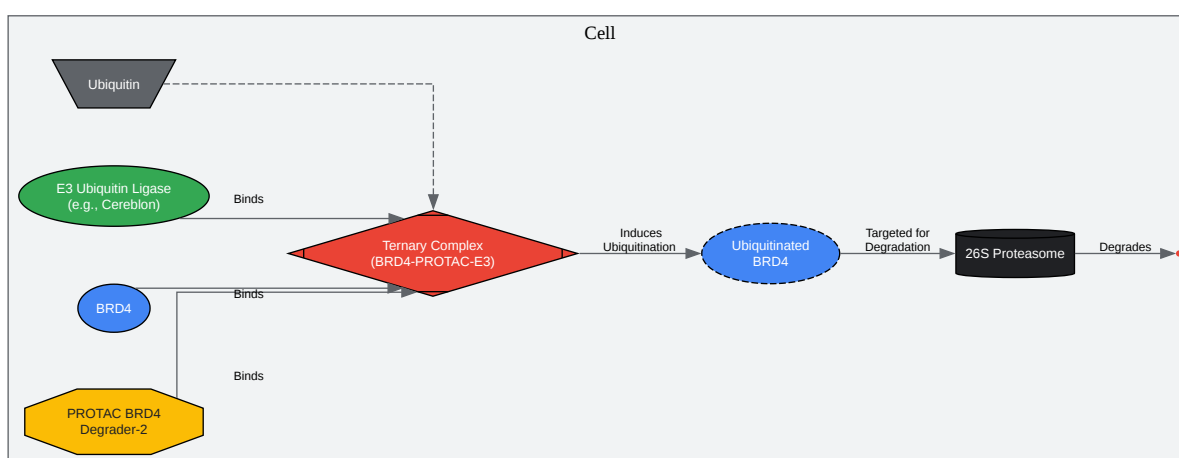 Cell
Ubiquitin
E3 Ubiquitin Ligase
(e.g., Cereblon)
Binds
Ternary Complex
(BRD4-PROTAC-E3)
Induces
Ubiquitination
Ubiquitinated
BRD4
Targeted for
Degradation
26S Proteasome
Degrades
BRD4
Binds
Binds
PROTAC BRD4
Degrader-2